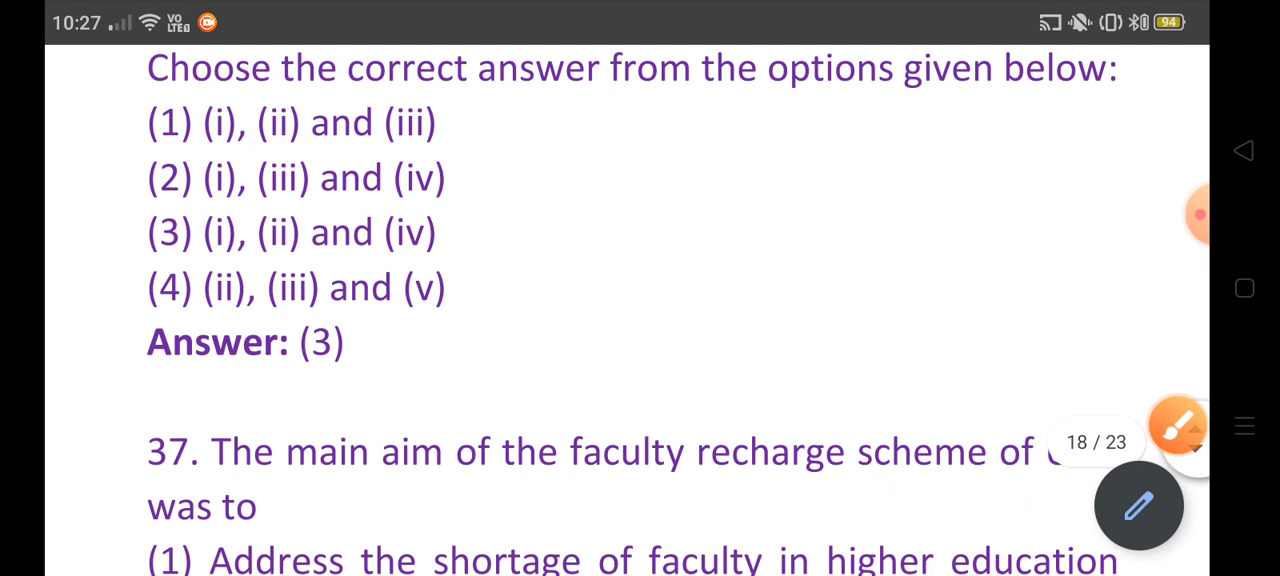 10:27 VO LTE 94
Choose the correct answer from the options given below:
(1) (i), (ii) and (iii)
(2) (i), (iii) and (iv)
(3) (i), (ii) and (iv)
(4) (ii), (iii) and (v)
Answer: (3)
37. The main aim of the faculty recharge scheme of
18 / 23
was to
(1) Address the shortage of faculty in higher education